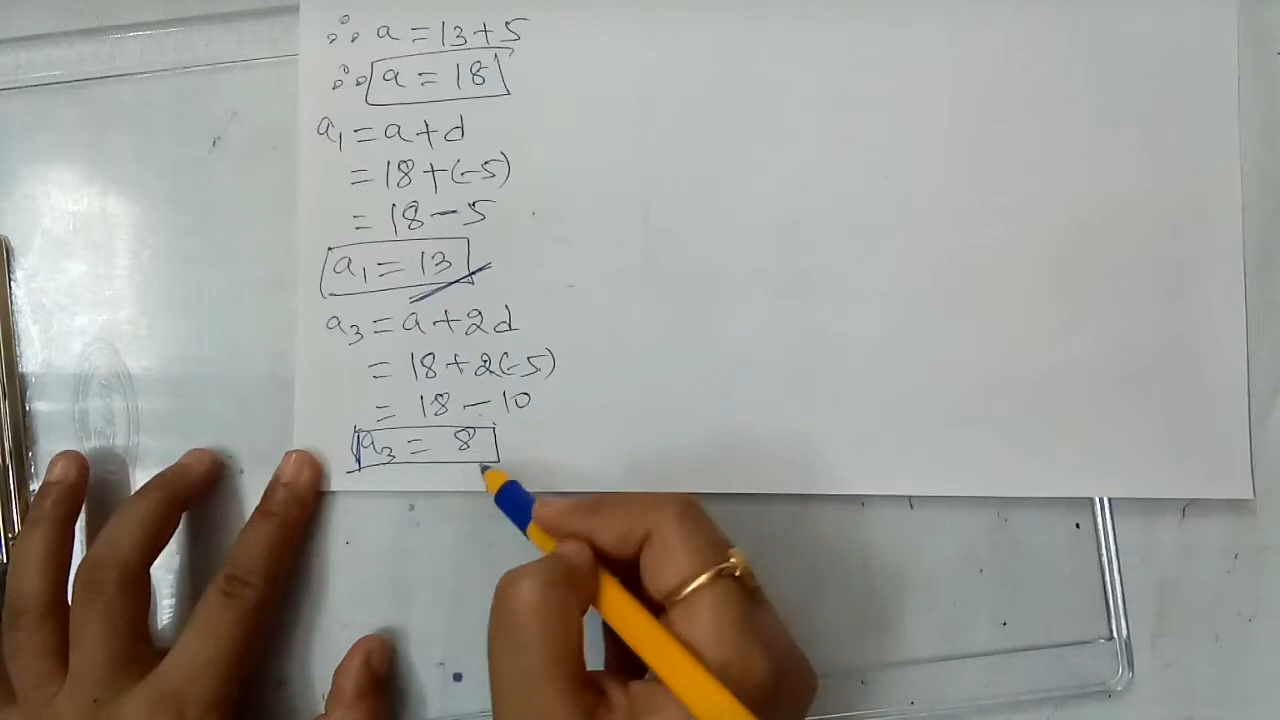 ∴ a = 13+5
∴ a = 18
a₁ = a+d
= 18+(-5)
= 18-5
a₁ = 13
a₃ = a+2d
= 18+2(-5)
= 18-10
a₃ = 8